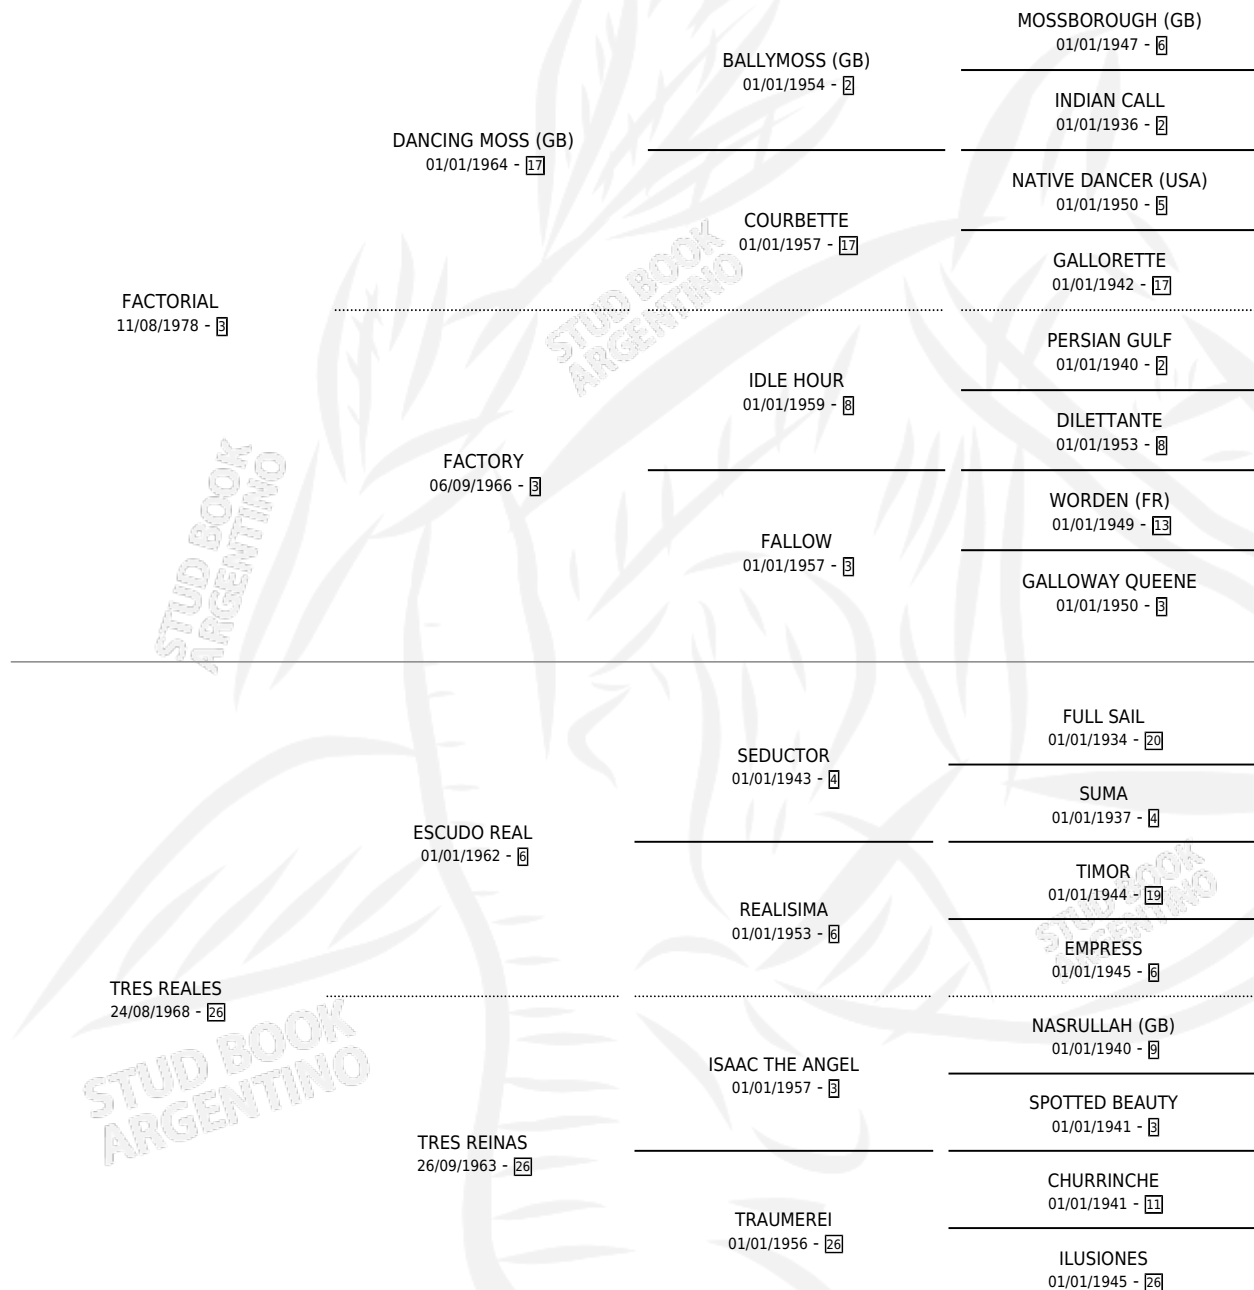 MOSSBOROUGH (GB)
01/01/1947 - 6
BALLYMOSS (GB)
01/01/1954 - 2
INDIAN CALL
01/01/1936 - 2
DANCING MOSS (GB)
01/01/1964 - 17
NATIVE DANCER (USA)
01/01/1950 - 5
COURBETTE
01/01/1957 - 17
GALLORETTE
01/01/1942 - 17
FACTORIAL
11/08/1978 - 3
PERSIAN GULF
01/01/1940 - 2
IDLE HOUR
01/01/1959 - 8
DILETTANTE
01/01/1953 - 8
FACTORY
06/09/1966 - 3
WORDEN (FR)
01/01/1949 - 13
FALLOW
01/01/1957 - 3
GALLOWAY QUEENE
01/01/1950 - 3
STUD BOOK
ARGENTINO
STUD BOOK
ARGENTINO
FULL SAIL
01/01/1934 - 20
SEDUCTOR
01/01/1943 - 4
SUMA
01/01/1937 - 4
ESCUDO REAL
01/01/1962 - 6
TIMOR
01/01/1944 - 19
REALISIMA
01/01/1953 - 6
EMPRESS
01/01/1945 - 6
TRES REALES
24/08/1968 - 26
NASRULLAH (GB)
01/01/1940 - 9
ISAAC THE ANGEL
01/01/1957 - 3
SPOTTED BEAUTY
01/01/1941 - 3
TRES REINAS
26/09/1963 - 26
CHURRINCHE
01/01/1941 - 11
TRAUMEREI
01/01/1956 - 26
ILUSIONES
01/01/1945 - 26
STUD BOOK
ARGENTINO
STUD BOOK
ARGENTINO